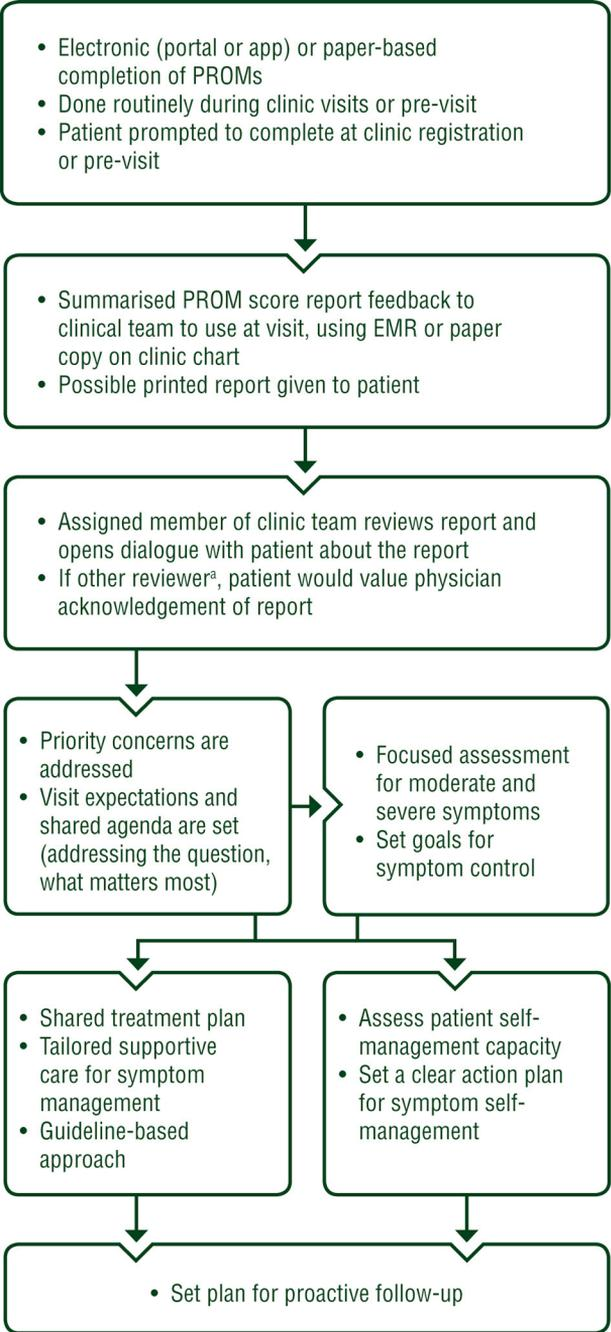 • Electronic (portal or app) or paper-based
completion of PROMs
• Done routinely during clinic visits or pre-visit
• Patient prompted to complete at clinic registration
or pre-visit
• Summarised PROM score report feedback to
clinical team to use at visit, using EMR or paper
copy on clinic chart
• Possible printed report given to patient
• Assigned member of clinic team reviews report and
opens dialogue with patient about the report
• If other reviewerᵃ, patient would value physician
acknowledgement of report
• Priority concerns are
addressed
• Visit expectations and
shared agenda are set
(addressing the question,
what matters most)
• Focused assessment
for moderate and
severe symptoms
• Set goals for
symptom control
• Shared treatment plan
• Tailored supportive
care for symptom
management
• Guideline-based
approach
• Assess patient self-
management capacity
• Set a clear action plan
for symptom self-
management
• Set plan for proactive follow-up